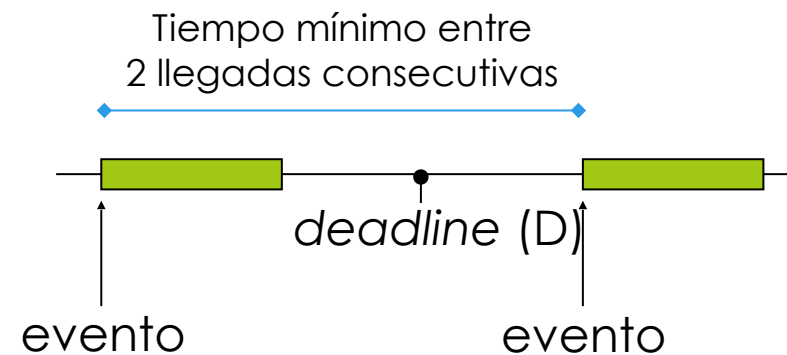 Tiempo mínimo entre
2 llegadas consecutivas
deadline (D)
evento
evento